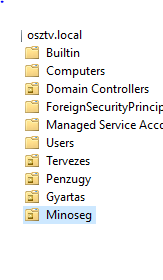 osztv.local
Builtin
Computers
Domain Controllers
ForeignSecurityPrincip
Managed Service Acco
Users
Tervezes
Penzugy
Gyartas
Minoseg